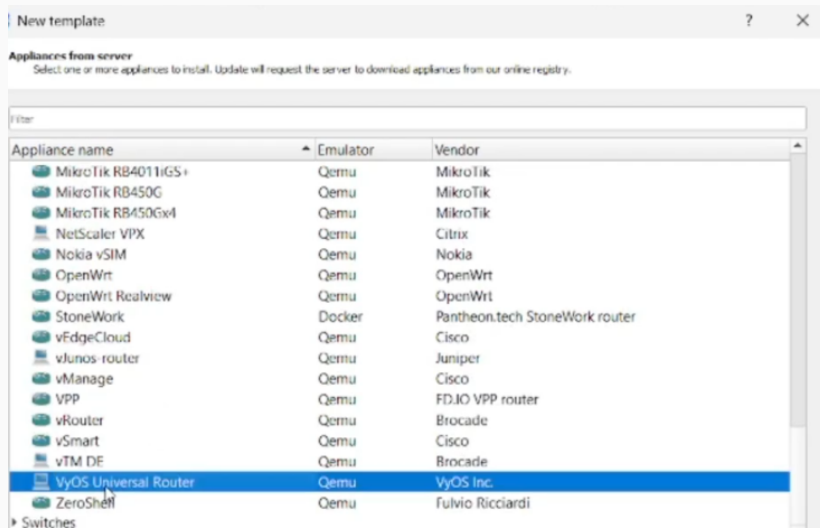 New template ? ×
Appliances from server
Select one or more appliances to install. Update will request the server to download appliances from our online registry.
Filter
Appliance name Emulator Vendor
MikroTik RB4011iGS+ Qemu MikroTik
MikroTik RB450G Qemu MikroTik
MikroTik RB450Gx4 Qemu MikroTik
NetScaler VPX Qemu Citrix
Nokia vSIM Qemu Nokia
OpenWrt Qemu OpenWrt
OpenWrt Realview Qemu OpenWrt
StoneWork Docker Pantheon.tech StoneWork router
vEdgeCloud Qemu Cisco
vJunos-router Qemu Juniper
vManage Qemu Cisco
VPP Qemu FD.IO VPP router
vRouter Qemu Brocade
vSmart Qemu Cisco
vTM DE Qemu Brocade
VyOS Universal Router Qemu VyOS Inc.
ZeroShell Qemu Fulvio Ricciardi
Switches